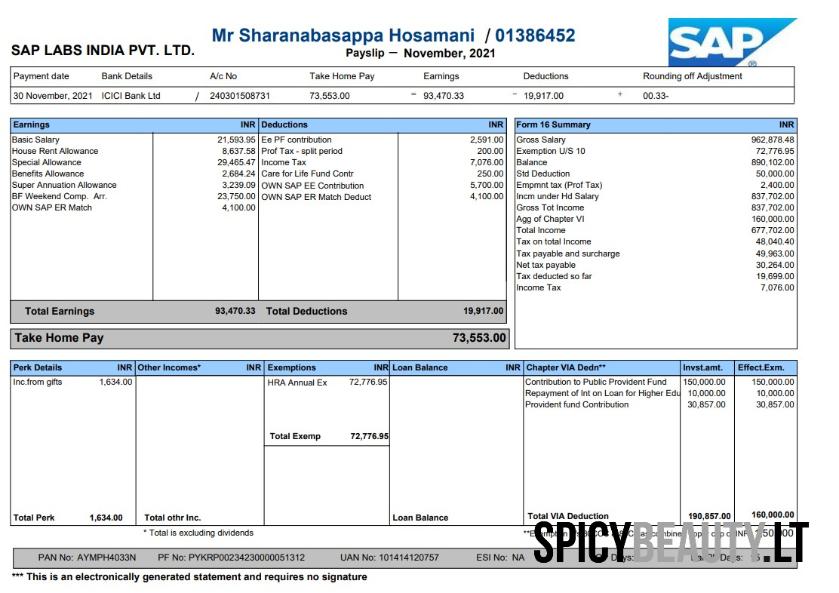 Mr Sharanabasappa Hosamani / 01386452
SAP LABS INDIA PVT. LTD.
Payslip – November, 2021
SAP
Payment date Bank Details A/c No Take Home Pay Earnings Deductions Rounding off Adjustment
30 November, 2021 ICICI Bank Ltd / 240301508731 73,553.00 = 93,470.33 - 19,917.00 + 00.33-
Earnings INR Deductions INR Form 16 Summary INR
Basic Salary 21,593.95 Ee PF contribution 2,591.00 Gross Salary 962,878.48
House Rent Allowance 8,637.58 Prof Tax - split period 200.00 Exemption U/S 10 72,776.95
Special Allowance 29,465.47 Income Tax 7,076.00 Balance 890,102.00
Benefits Allowance 2,684.24 Care for Life Fund Contr 250.00 Std Deduction 50,000.00
Super Annuation Allowance 3,239.09 OWN SAP EE Contribution 5,700.00 Empmnt tax (Prof Tax) 2,400.00
BF Weekend Comp. Arr. 23,750.00 OWN SAP ER Match Deduct 4,100.00 Incm under Hd Salary 837,702.00
OWN SAP ER Match 4,100.00 Gross Tot Income 837,702.00
Agg of Chapter VI 160,000.00
Total Income 677,702.00
Tax on total Income 48,040.40
Tax payable and surcharge 49,963.00
Net tax payable 30,264.00
Tax deducted so far 19,699.00
Income Tax 7,076.00
Total Earnings 93,470.33 Total Deductions 19,917.00
Take Home Pay 73,553.00
Perk Details INR Other Incomes* INR Exemptions INR Loan Balance INR Chapter VIA Dedn** Invst.amt. Effect.Exm.
Inc.from gifts 1,634.00 HRA Annual Ex 72,776.95 Contribution to Public Provident Fund 150,000.00 150,000.00
Repayment of Int on Loan for Higher Edu 10,000.00 10,000.00
Provident fund Contribution 30,857.00 30,857.00
Total Exemp 72,776.95
Total Perk 1,634.00 Total othr Inc. Loan Balance Total VIA Deduction 190,857.00 160,000.00
* Total is excluding dividends
SPICYBEAUTY.LT
PAN No: AYMPH4033N PF No: PYKRP00234230000051312 UAN No: 101414120757 ESI No: NA
*** This is an electronically generated statement and requires no signature